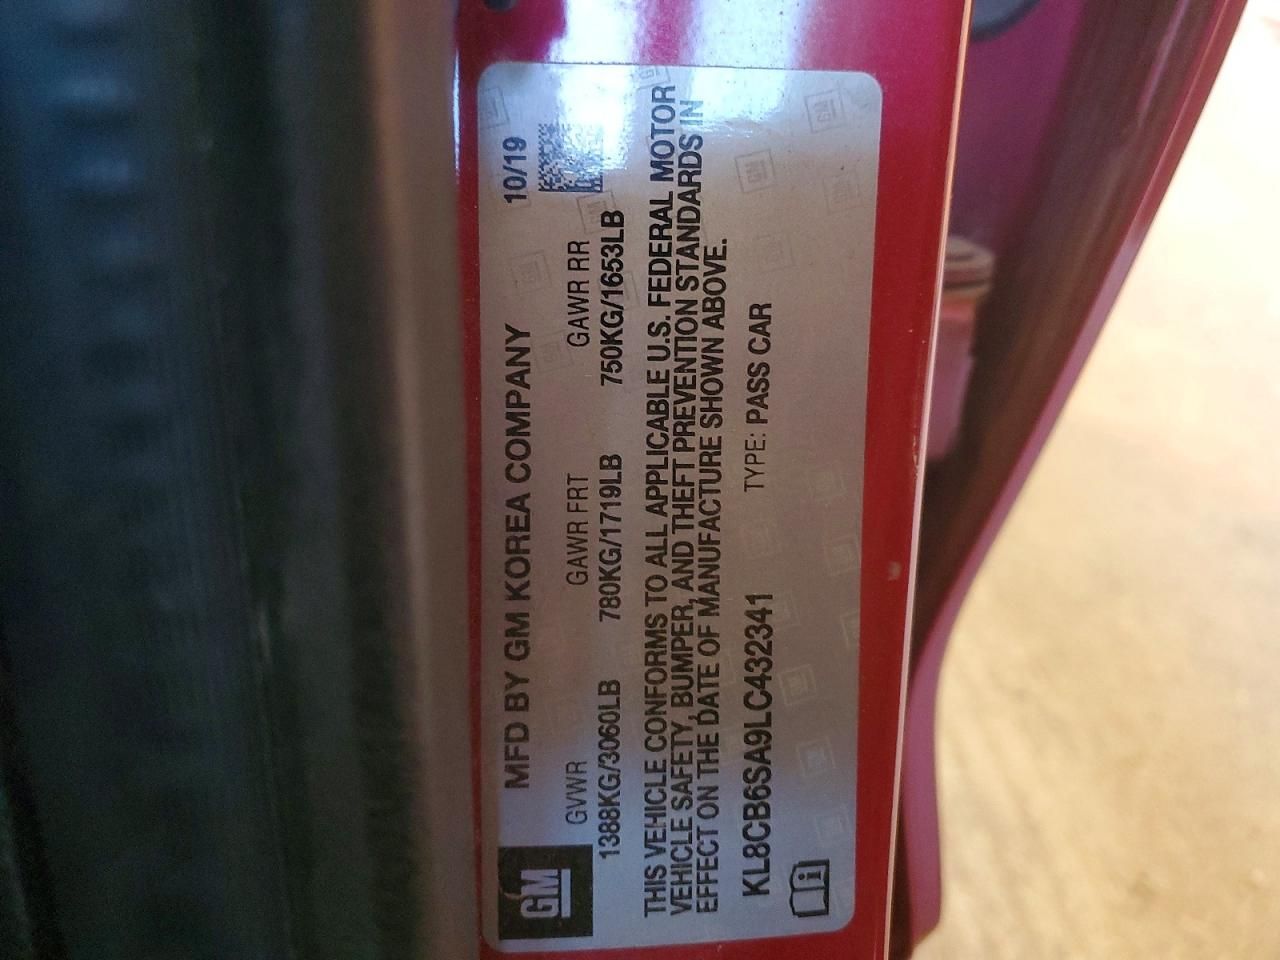 GM
MFD BY GM KOREA COMPANY 10/19
GVWR GAWR FRT GAWR RR
1388KG/3060LB 780KG/1719LB 750KG/1653LB
THIS VEHICLE CONFORMS TO ALL APPLICABLE U.S. FEDERAL MOTOR
VEHICLE SAFETY, BUMPER, AND THEFT PREVENTION STANDARDS IN
EFFECT ON THE DATE OF MANUFACTURE SHOWN ABOVE.
KL8CB6SA9LC432341 TYPE: PASS CAR